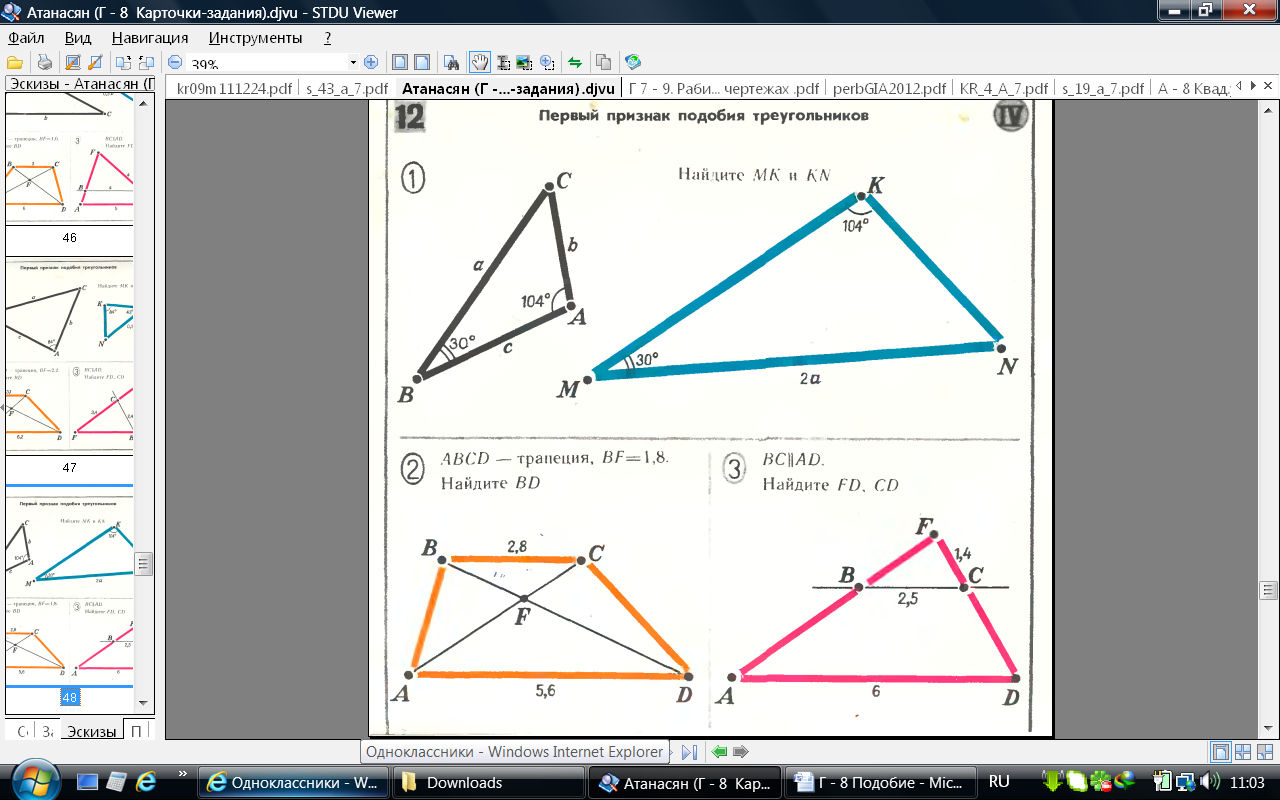 Атанасян (Г - 8 Карточки-задания).djvu - STDU Viewer
Файл Вид Навигация Инструменты ?
39%
Эскизы - Атанасян (Г
kr09m 111224.pdf
s_43_a_7.pdf
Атанасян (Г -...-задания).djvu
Г 7 - 9. Раби... чертежах .pdf
perbGIA2012.pdf
KR_4_A_7.pdf
s_19_a_7.pdf
А - 8 Квад.
46
47
48
Эскизы
П
12 Первый признак подобия треугольников IV
1
Найдите MK и KN
C
a
b
104°
A
30°
c
B
K
104°
M
30°
2a
N
2
ABCD — трапеция, BF=1,8.
Найдите BD
B
2,8
C
F
A
5,6
D
3
BC∥AD.
Найдите FD, CD
F
1,4
B
C
2,5
A
6
D
Одноклассники - Windows Internet Explorer
»
Одноклассники - W...
Downloads
Атанасян (Г - 8 Кар...
Г - 8 Подобие - Mic...
RU
11:03